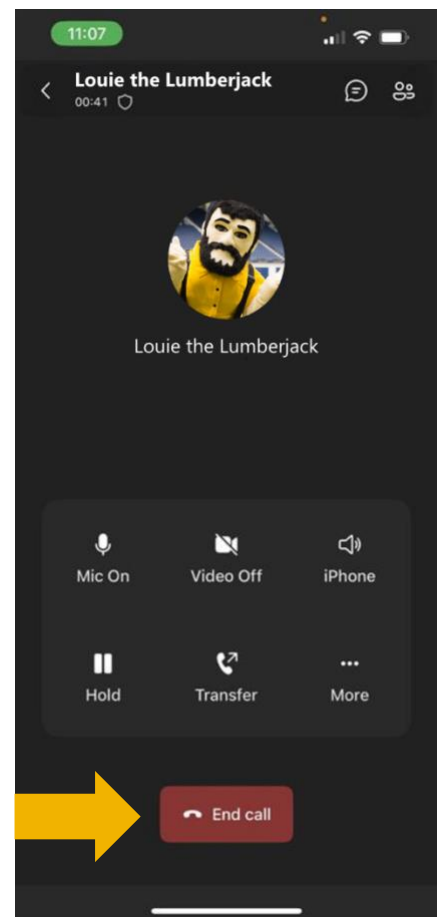 11:07
Louie the Lumberjack
00:41
Louie the Lumberjack
Mic On Video Off iPhone
Hold Transfer More
End call